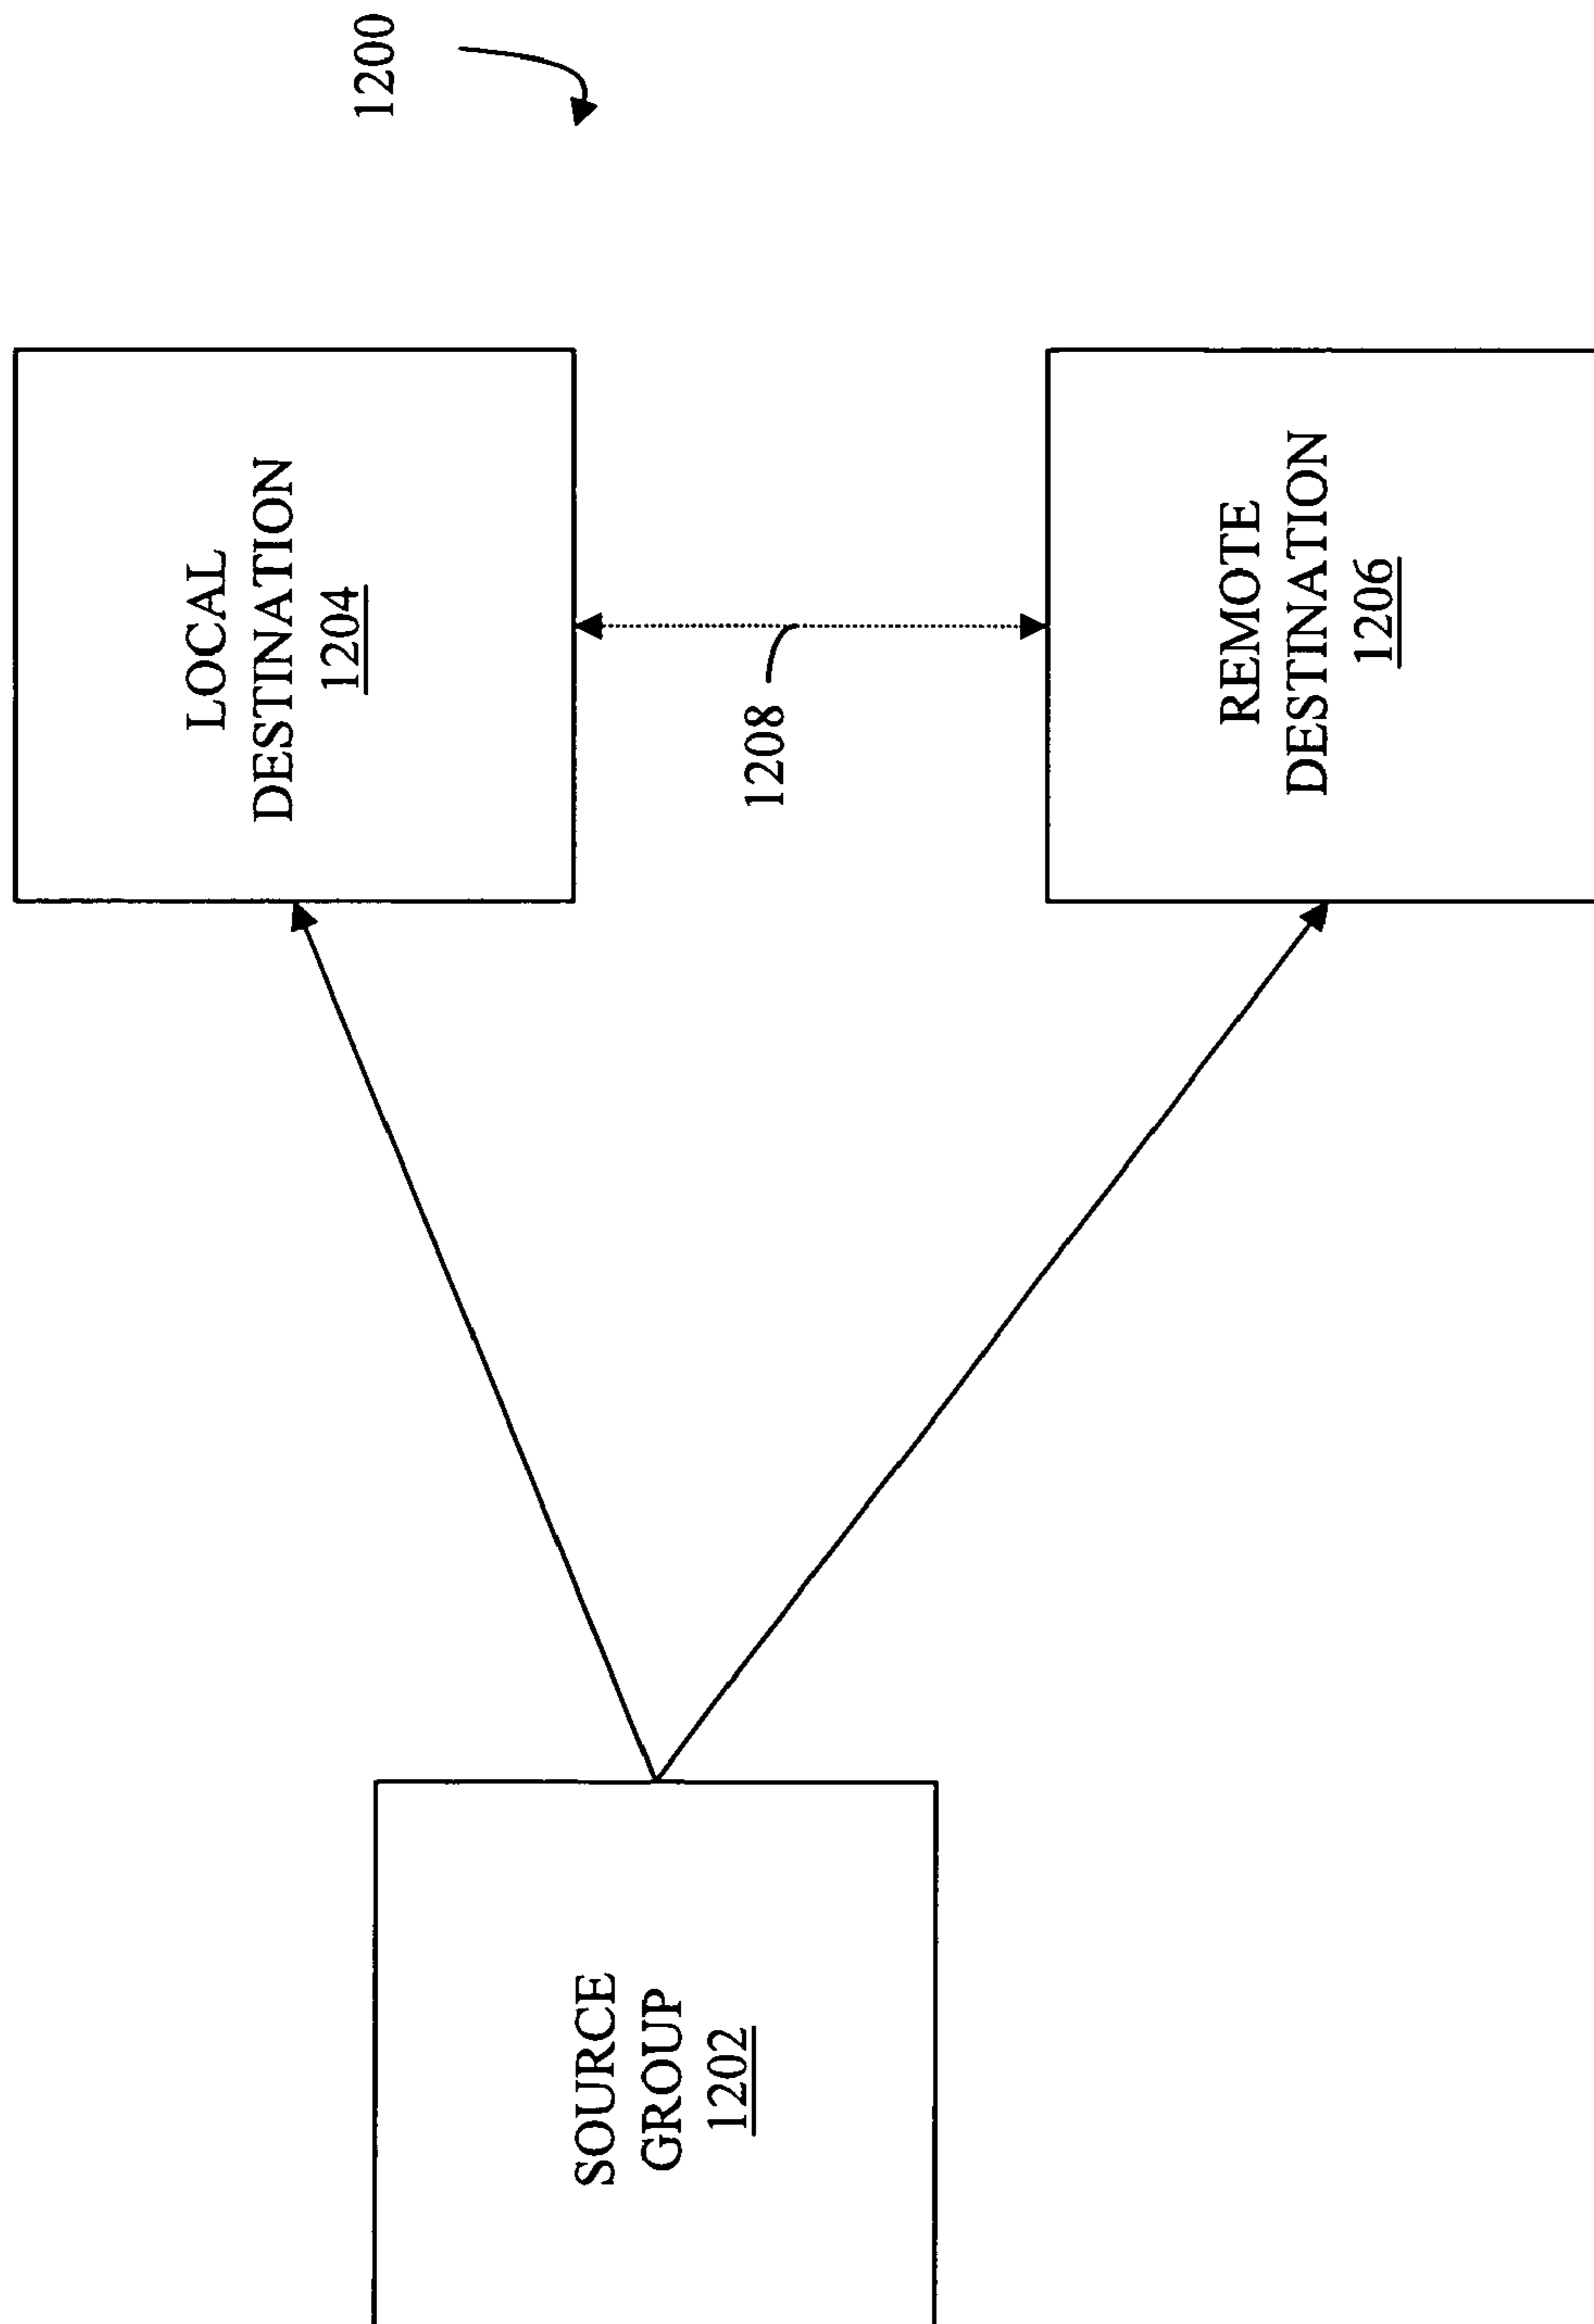 1200
LOCAL
DESTINATION
1204
1208
REMOTE
DESTINATION
1206
SOURCE
GROUP
1202